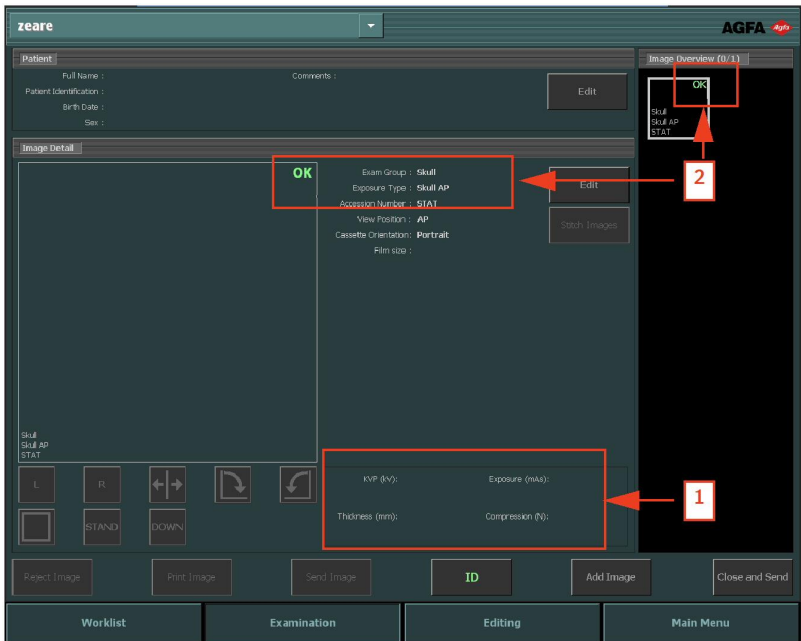 zeare
AGFA Agfa
Patient
Full Name :
Comments :
Patient Identification :
Birth Date :
Sex :
Edit
Image Overview (0/1)
OK
Skull
Skull AP
STAT
2
Image Detail
OK
Exam Group : Skull
Exposure Type : Skull AP
Accession Number : STAT
View Position : AP
Cassette Orientation: Portrait
Film size :
Edit
Stitch Images
Skull
Skull AP
STAT
L
R
STAND
DOWN
KVP (kV):
Exposure (mAs):
Thickness (mm):
Compression (N):
1
Reject Image
Print Image
Send Image
ID
Add Image
Close and Send
Worklist
Examination
Editing
Main Menu